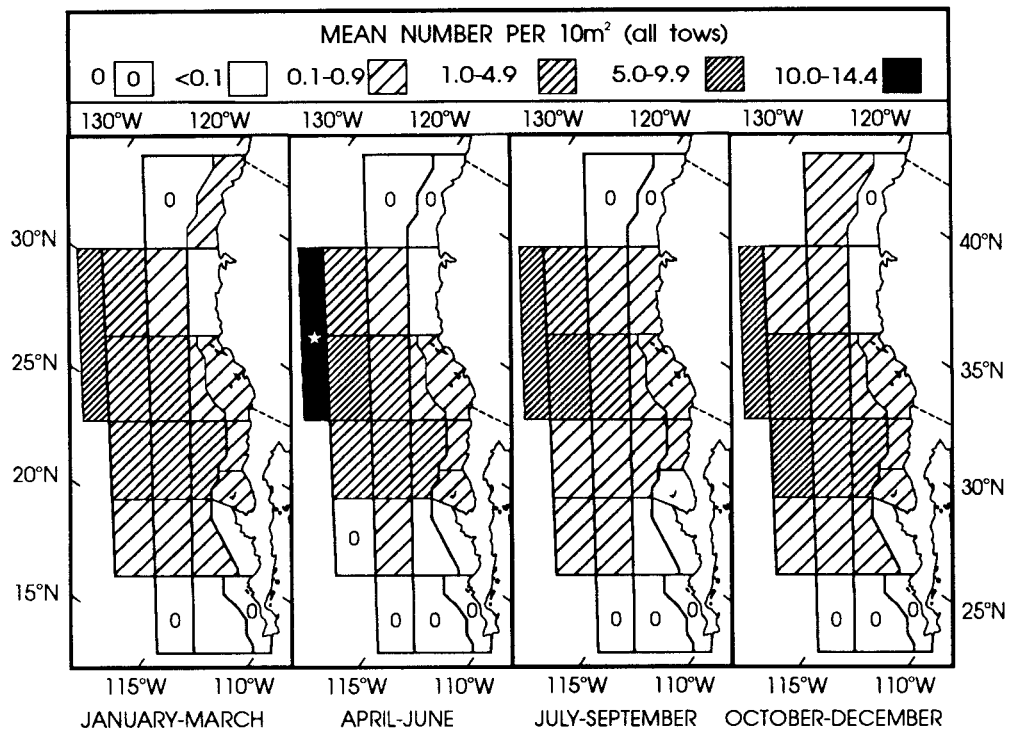 MEAN NUMBER PER 10m² (all tows)
0 0 <0.1 0.1-0.9 1.0-4.9 5.0-9.9 10.0-14.4
130°W 120°W 130°W 120°W 130°W 120°W 130°W 120°W
0 0 0 0 0 0
30°N 40°N
25°N 35°N
20°N 30°N
0
15°N 25°N
0 0 0 0 0 0 0 0 0 0 0
115°W 110°W 115°W 110°W 115°W 110°W 115°W 110°W
JANUARY-MARCH APRIL-JUNE JULY-SEPTEMBER OCTOBER-DECEMBER